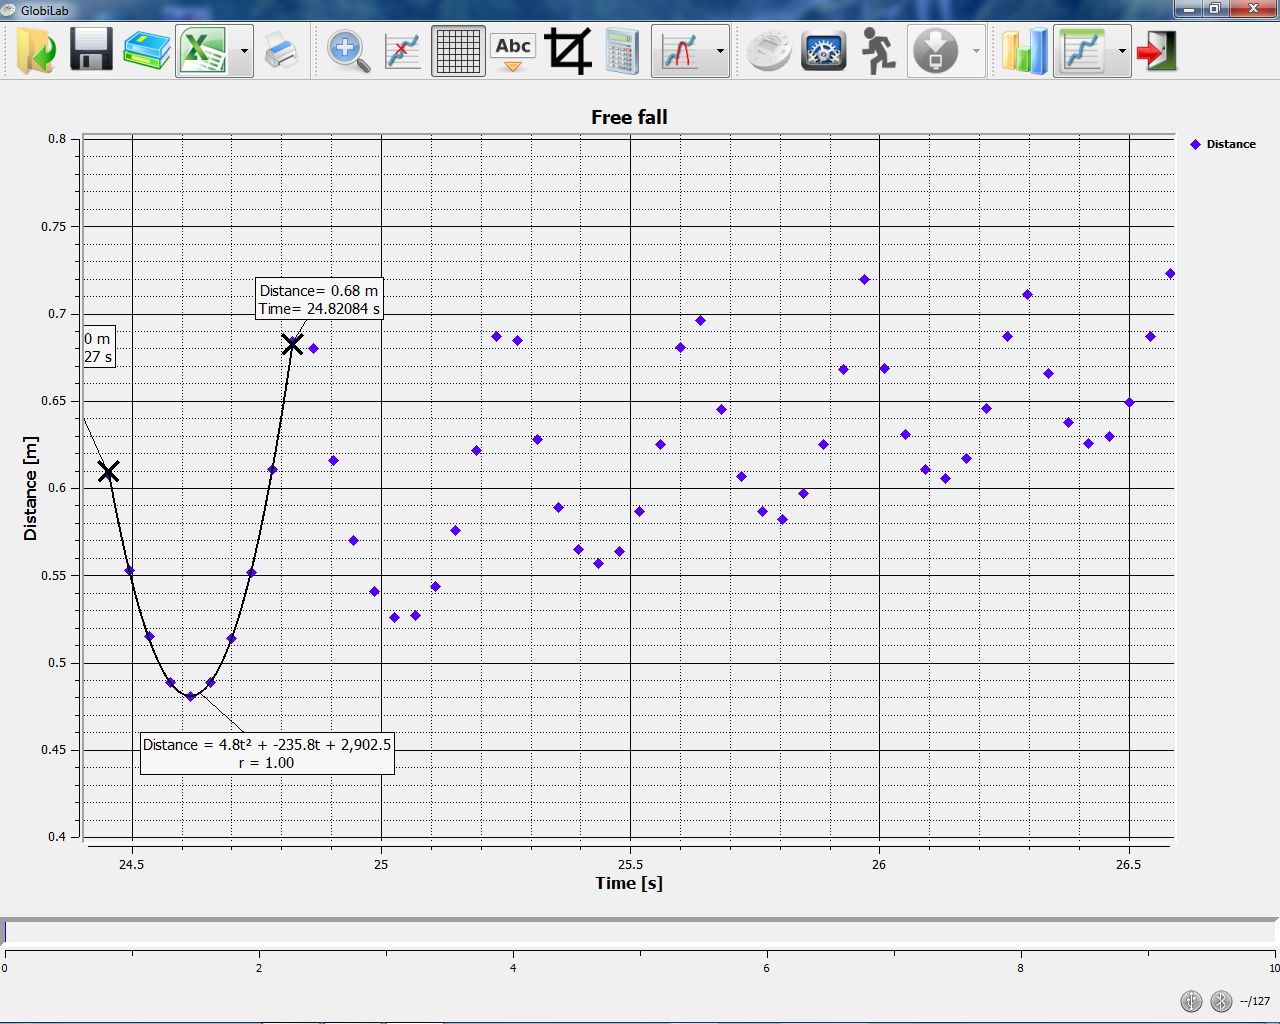 GlobiLab
Abc
Free fall
Distance
0.8
0.75
0.7
0.65
0.6
0.55
0.5
0.45
0.4
Distance [m]
Distance= 0.68 m
Time= 24.82084 s
0 m
27 s
Distance = 4.8t² + -235.8t + 2,902.5
r = 1.00
24.5 25 25.5 26 26.5
Time [s]
0 2 4 6 8 10
--/127